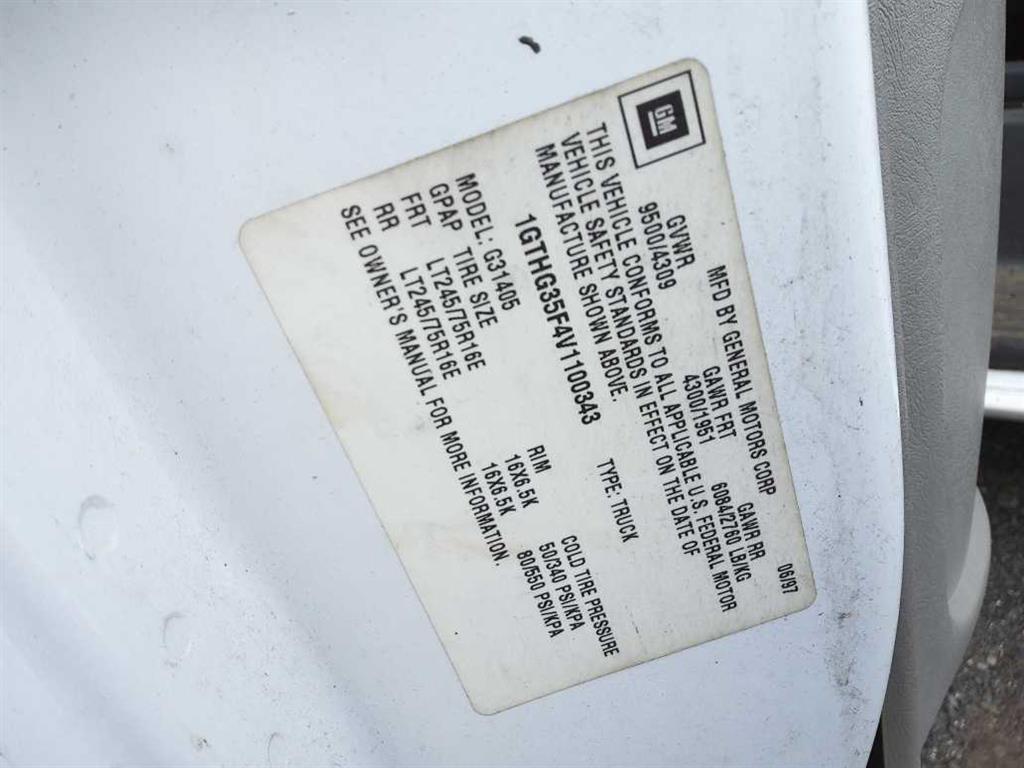 GM
MFD BY GENERAL MOTORS CORP 06/97
GVWR GAWR FRT GAWR RR
9500/4309 4300/1951 6084/2760 LB/KG
THIS VEHICLE CONFORMS TO ALL APPLICABLE U.S. FEDERAL MOTOR
VEHICLE SAFETY STANDARDS IN EFFECT ON THE DATE OF
MANUFACTURE SHOWN ABOVE.
1GTHG35F4V1100343 TYPE: TRUCK
MODEL: G31405
GPAP TIRE SIZE RIM COLD TIRE PRESSURE
FRT LT245/75R16E 16X6.5K 50/340 PSI/KPA
RR LT245/75R16E 16X6.5K 80/550 PSI/KPA
SEE OWNER'S MANUAL FOR MORE INFORMATION.